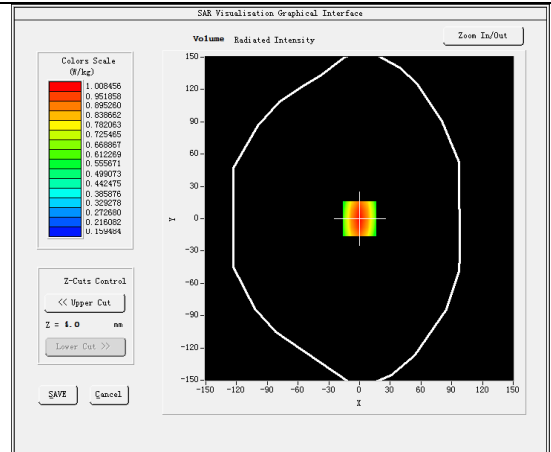 SAR Visualisation Graphical Interface
Volume Radiated Intensity
Zoom In/Out
Colors Scale
(W/kg)
1.008456
0.951858
0.895260
0.838662
0.782063
0.725465
0.668867
0.612269
0.555671
0.499073
0.442475
0.385876
0.329278
0.272680
0.216082
0.159484
Z-Cuts Control
<< Upper Cut
Z = 4.0 mm
Lower Cut >>
SAVE Cancel
150
120
90
60
30
0
-30
-60
-90
-120
-150
Y
-150 -120 -90 -60 -30 0 30 60 90 120 150
X